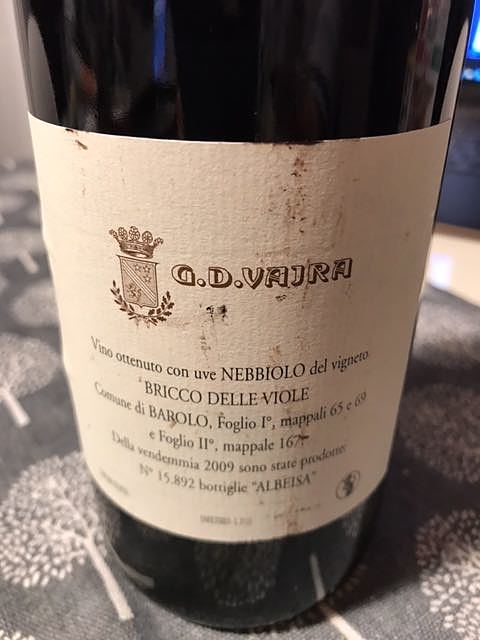 G.D.VAJRA
Vino ottenuto con uve NEBBIOLO del vigneto
BRICCO DELLE VIOLE
Comune di BAROLO, Foglio I°, mappali 65 e 69
e Foglio II°, mappale 167.
Della vendemmia 2009 sono state prodotte:
N° 15.892 bottiglie "ALBEISA"